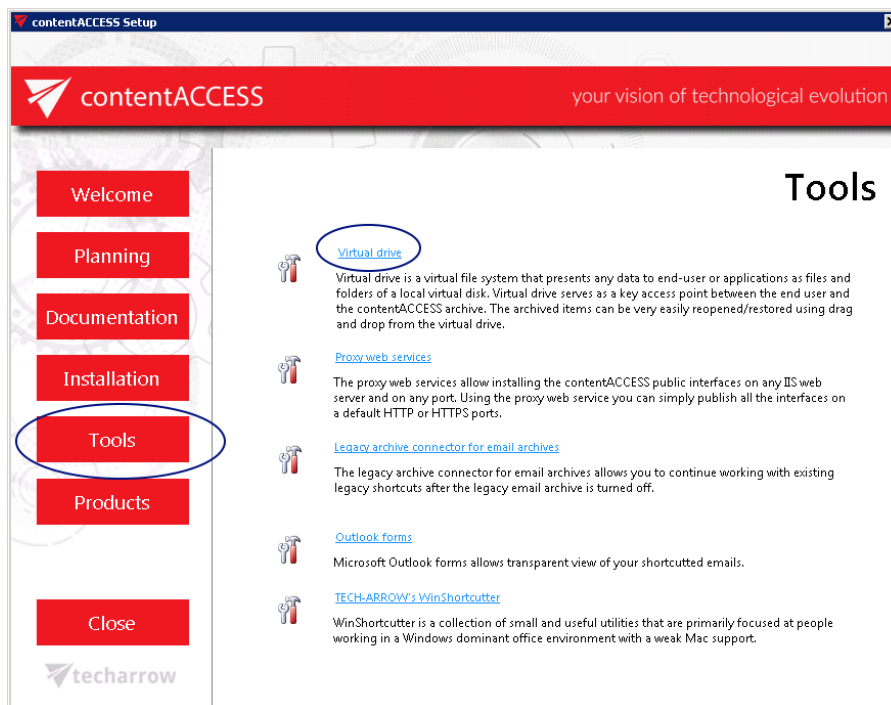 contentACCESS Setup
contentACCESS
your vision of technological evolution
Welcome
Planning
Documentation
Installation
Tools
Products
Close
techarrow
Tools
Virtual drive
Virtual drive is a virtual file system that presents any data to end-user or applications as files and
folders of a local virtual disk. Virtual drive serves as a key access point between the end user and
the contentACCESS archive. The archived items can be very easily reopened/restored using drag
and drop from the virtual drive.
Proxy web services
The proxy web services allow installing the contentACCESS public interfaces on any IIS web
server and on any port. Using the proxy web service you can simply publish all the interfaces on
a default HTTP or HTTPS ports.
Legacy archive connector for email archives
The legacy archive connector for email archives allows you to continue working with existing
legacy shortcuts after the legacy email archive is turned off.
Outlook forms
Microsoft Outlook forms allows transparent view of your shortcutted emails.
TECH-ARROW's WinShortcutter
WinShortcutter is a collection of small and useful utilities that are primarily focused at people
working in a Windows dominant office environment with a weak Mac support.